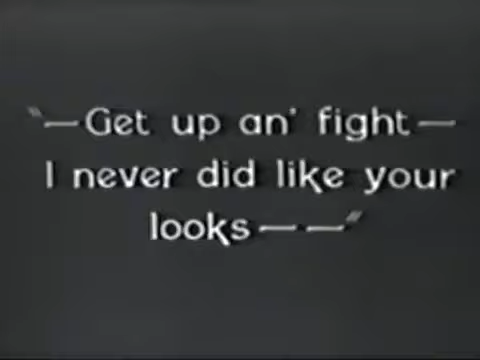 "—Get up an' fight—
I never did like your
looks— —"